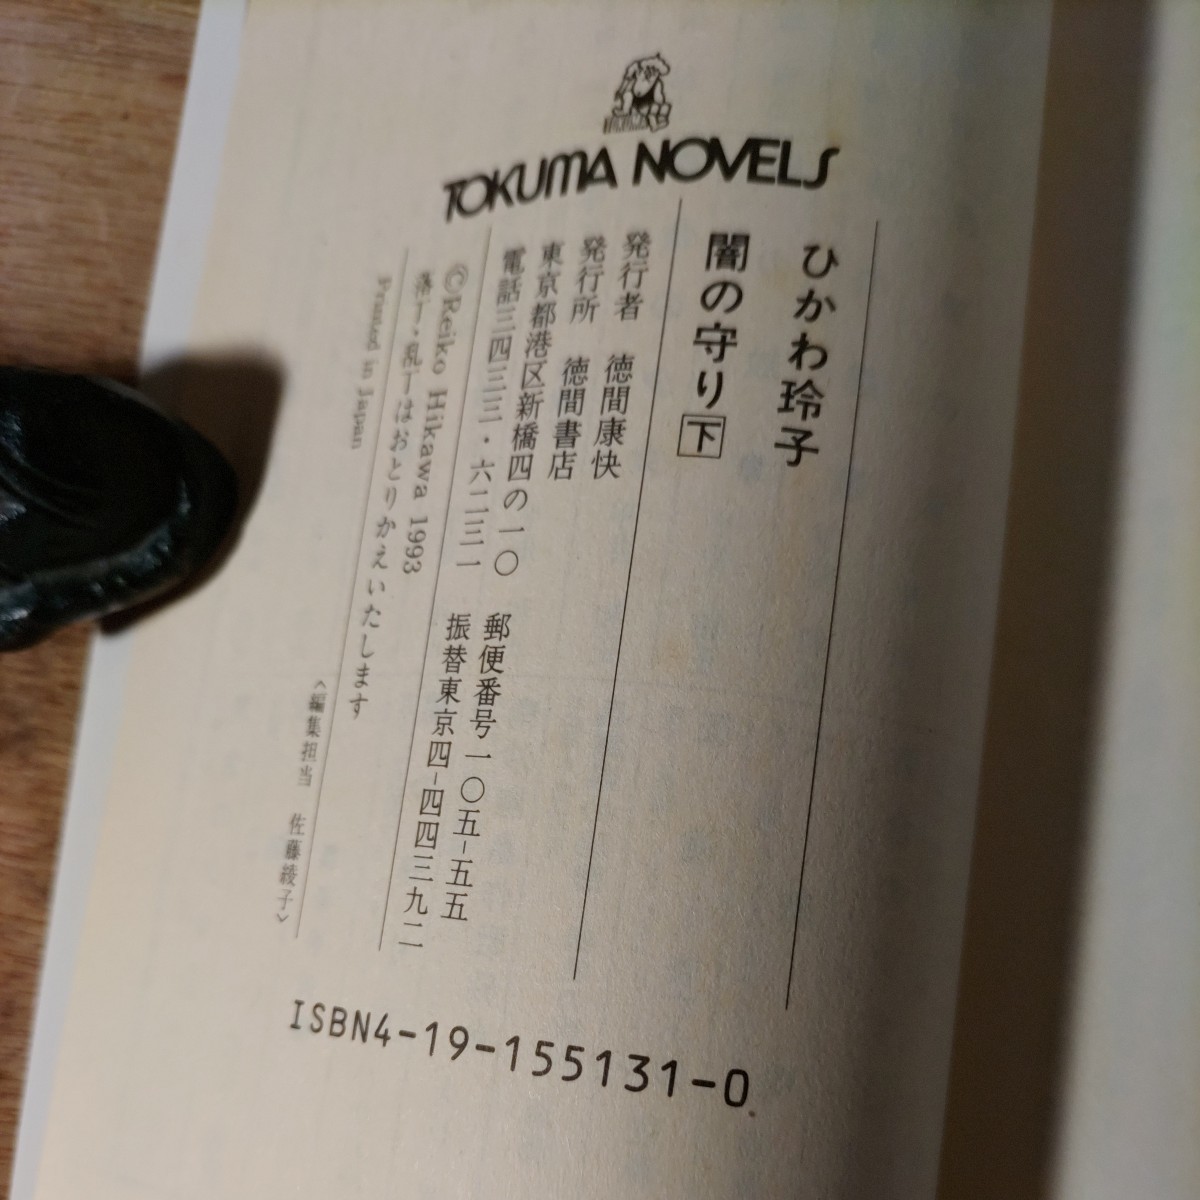 TOKUMA NOVELS
ひかわ玲子
闇の守り 下
発行者 徳間康快
発行所 徳間書店
東京都港区新橋四の一〇 郵便番号一〇五-五五
電話三四三三・六二三一 振替東京四-四四三九二
©Reiko Hikawa 1993
落丁・乱丁はおとりかえいたします
Printed in Japan
〈編集担当 佐藤綾子〉
ISBN4-19-155131-0